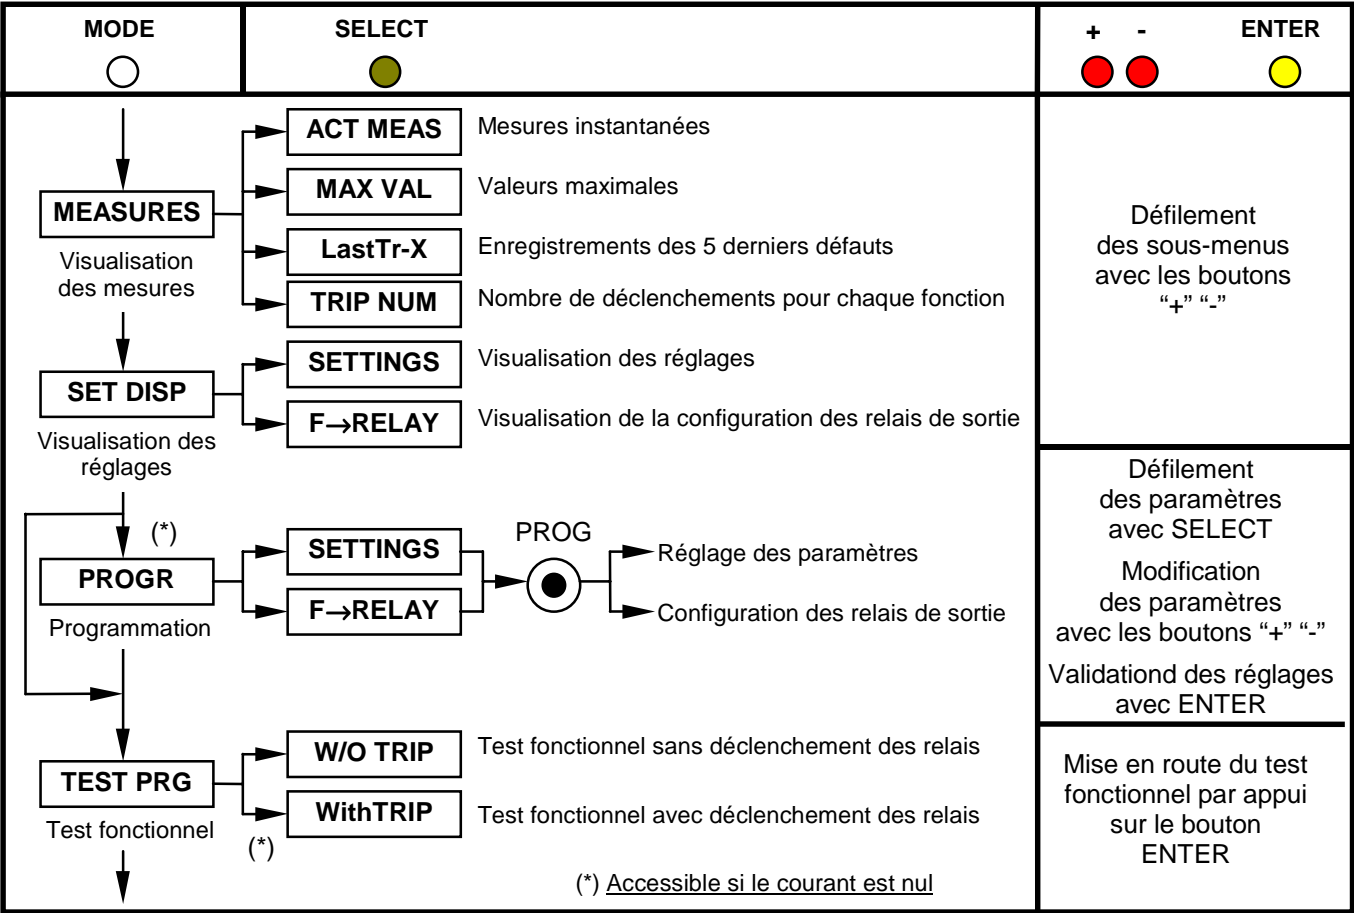 MODE
SELECT
+ - ENTER
ACT MEAS
Mesures instantanées
MAX VAL
Valeurs maximales
MEASURES
Visualisation
des mesures
LastTr-X
Enregistrements des 5 derniers défauts
TRIP NUM
Nombre de déclenchements pour chaque fonction
Défilement
des sous-menus
avec les boutons
“+” “-”
SET DISP
Visualisation des
réglages
SETTINGS
Visualisation des réglages
F→RELAY
Visualisation de la configuration des relais de sortie
(*)
PROGR
Programmation
SETTINGS
F→RELAY
PROG
Réglage des paramètres
Configuration des relais de sortie
Défilement
des paramètres
avec SELECT
Modification
des paramètres
avec les boutons “+” “-”
Validationd des réglages
avec ENTER
TEST PRG
Test fonctionnel
W/O TRIP
Test fonctionnel sans déclenchement des relais
WithTRIP
Test fonctionnel avec déclenchement des relais
(*)
Mise en route du test
fonctionnel par appui
sur le bouton
ENTER
(*) Accessible si le courant est nul